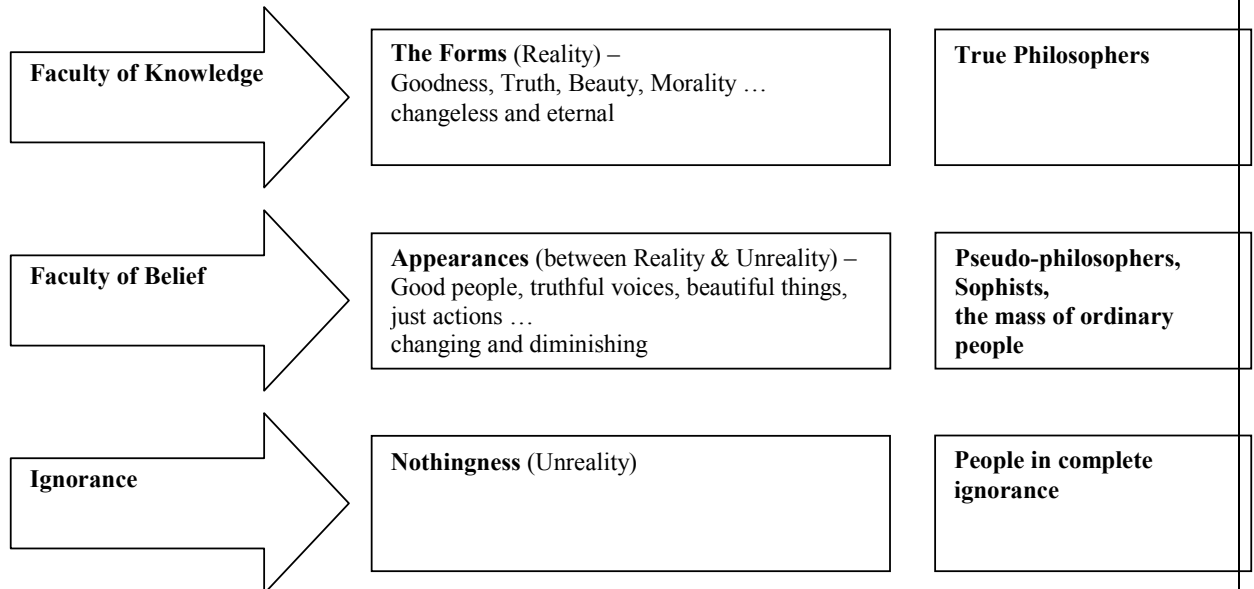 Faculty of Knowledge
The Forms (Reality) –
Goodness, Truth, Beauty, Morality …
changeless and eternal
True Philosophers
Faculty of Belief
Appearances (between Reality & Unreality) –
Good people, truthful voices, beautiful things,
just actions …
changing and diminishing
Pseudo-philosophers,
Sophists,
the mass of ordinary
people
Ignorance
Nothingness (Unreality)
People in complete
ignorance